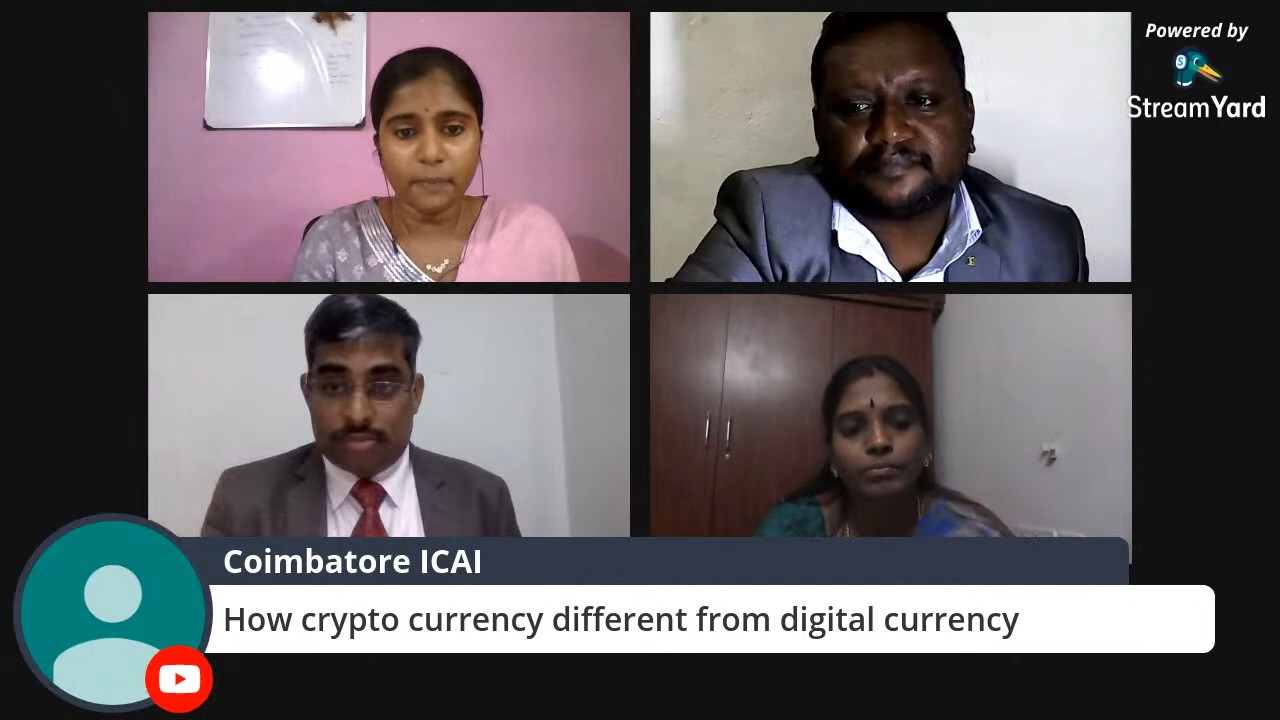 Powered by
StreamYard
Coimbatore ICAI
How crypto currency different from digital currency